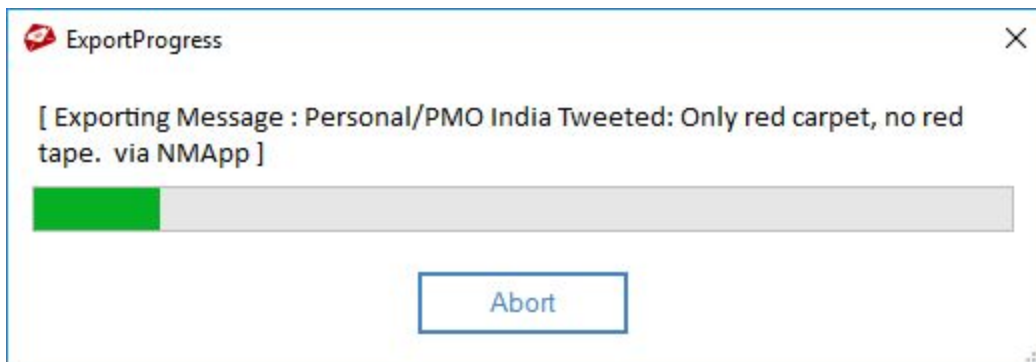 ExportProgress
[ Exporting Message : Personal/PMO India Tweeted: Only red carpet, no red
tape.  via NMApp ]
Abort